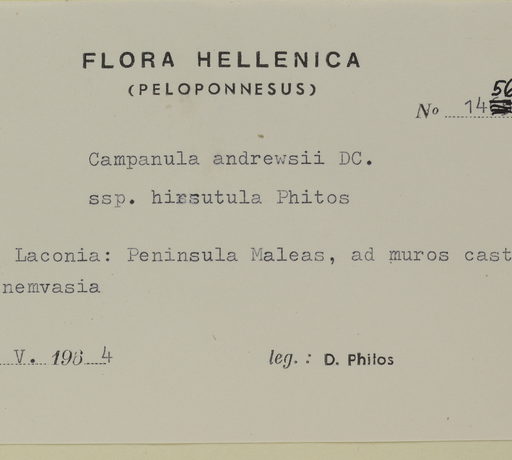 FLORA HELLENICA
(PELOPONNESUS)
No 14 56
Campanula andrewsii DC.
ssp. hirsutula Phitos
Laconia: Peninsula Maleas, ad muros cast
nemvasia
V. 1964
leg. : D. Phitos